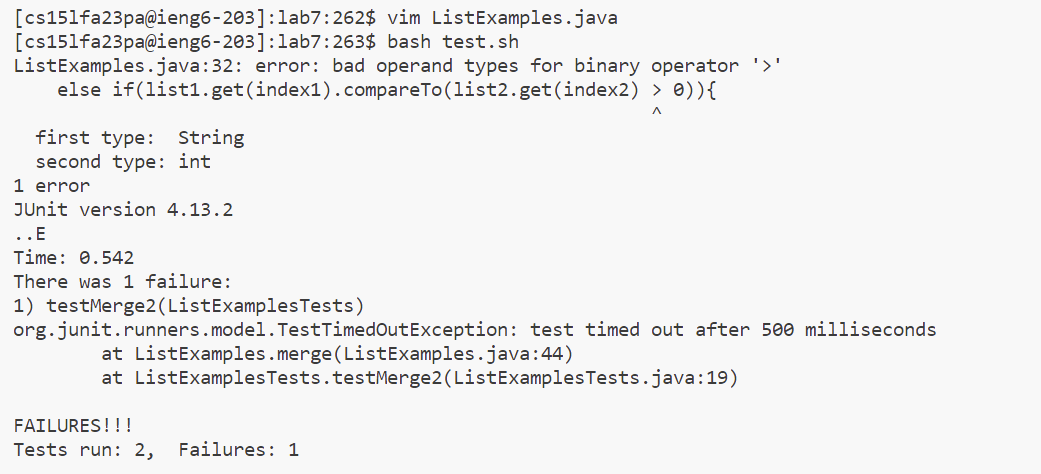 [cs15lfa23pa@ieng6-203]:lab7:262$ vim ListExamples.java
[cs15lfa23pa@ieng6-203]:lab7:263$ bash test.sh
ListExamples.java:32: error: bad operand types for binary operator '>'
    else if(list1.get(index1).compareTo(list2.get(index2) > 0)){
                                                          ^
  first type:  String
  second type: int
1 error
JUnit version 4.13.2
..E
Time: 0.542
There was 1 failure:
1) testMerge2(ListExamplesTests)
org.junit.runners.model.TestTimedOutException: test timed out after 500 milliseconds
        at ListExamples.merge(ListExamples.java:44)
        at ListExamplesTests.testMerge2(ListExamplesTests.java:19)

FAILURES!!!
Tests run: 2,  Failures: 1